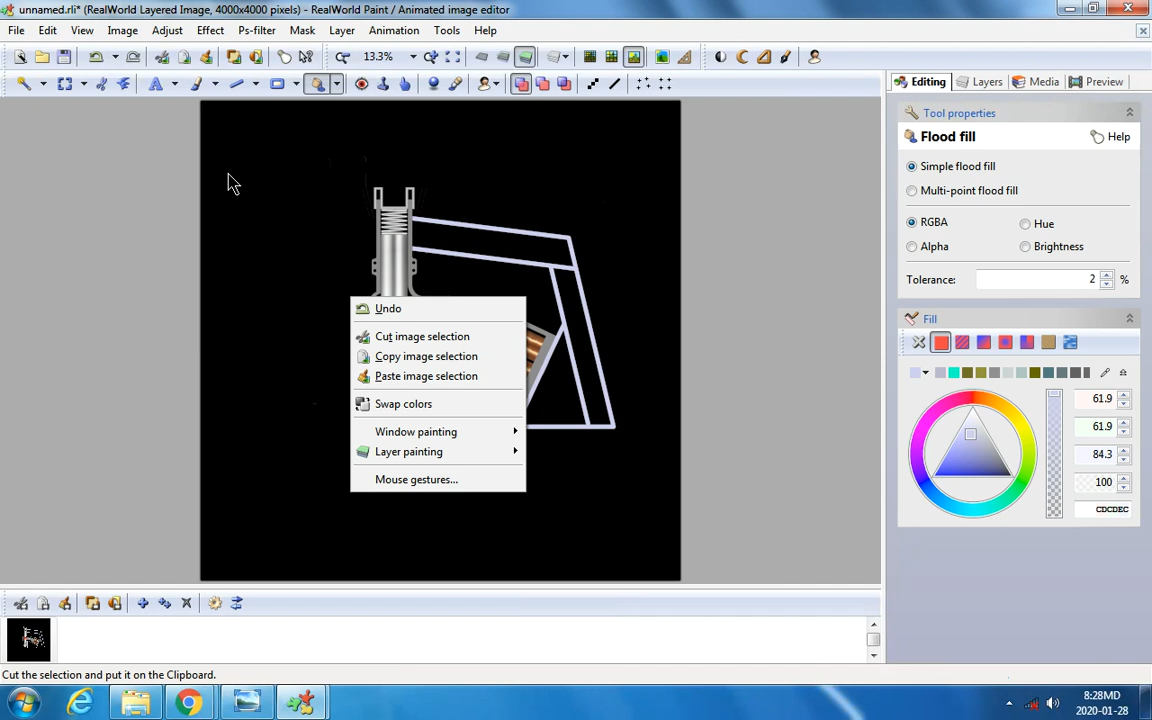 unnamed.rli* (RealWorld Layered Image, 4000x4000 pixels) - RealWorld Paint / Animated image editor
File Edit View Image Adjust Effect Ps-filter Mask Layer Animation Tools Help
13.3%
Editing Layers Media Preview
Tool properties
Flood fill Help
Simple flood fill
Multi-point flood fill
RGBA Hue
Alpha Brightness
Tolerance: 2 %
Fill
61.9
61.9
84.3
100
CDCDEC
Undo
Cut image selection
Copy image selection
Paste image selection
Swap colors
Window painting
Layer painting
Mouse gestures...
Cut the selection and put it on the Clipboard.
8:28MD
2020-01-28